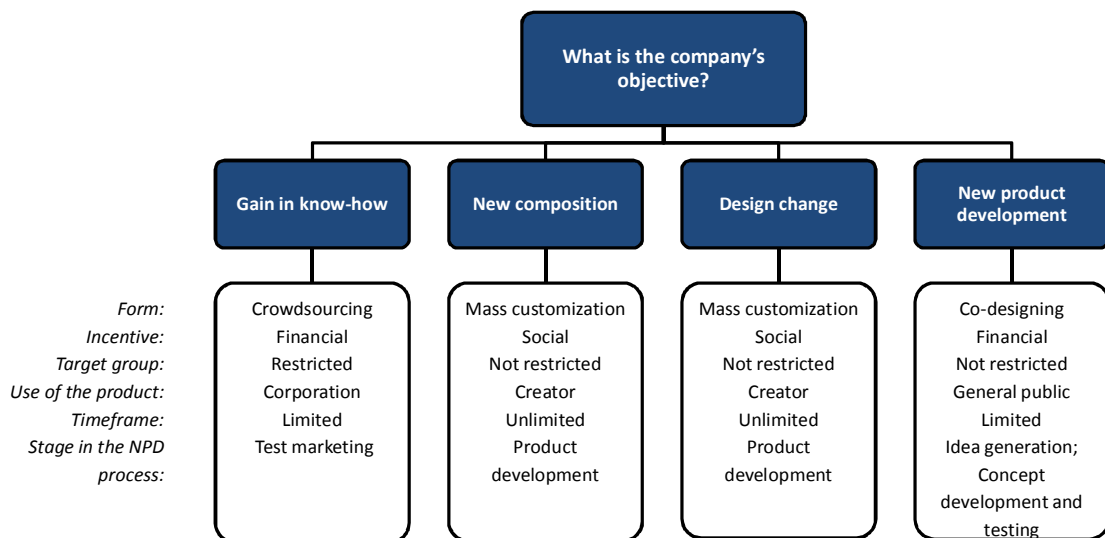 What is the company's
objective?
Gain in know-how
New composition
Design change
New product
development
Form:
Incentive:
Target group:
Use of the product:
Timeframe:
Stage in the NPD
process:
Crowdsourcing
Financial
Restricted
Corporation
Limited
Test marketing
Mass customization
Social
Not restricted
Creator
Unlimited
Product
development
Mass customization
Social
Not restricted
Creator
Unlimited
Product
development
Co-designing
Financial
Not restricted
General public
Limited
Idea generation;
Concept
development and
testing